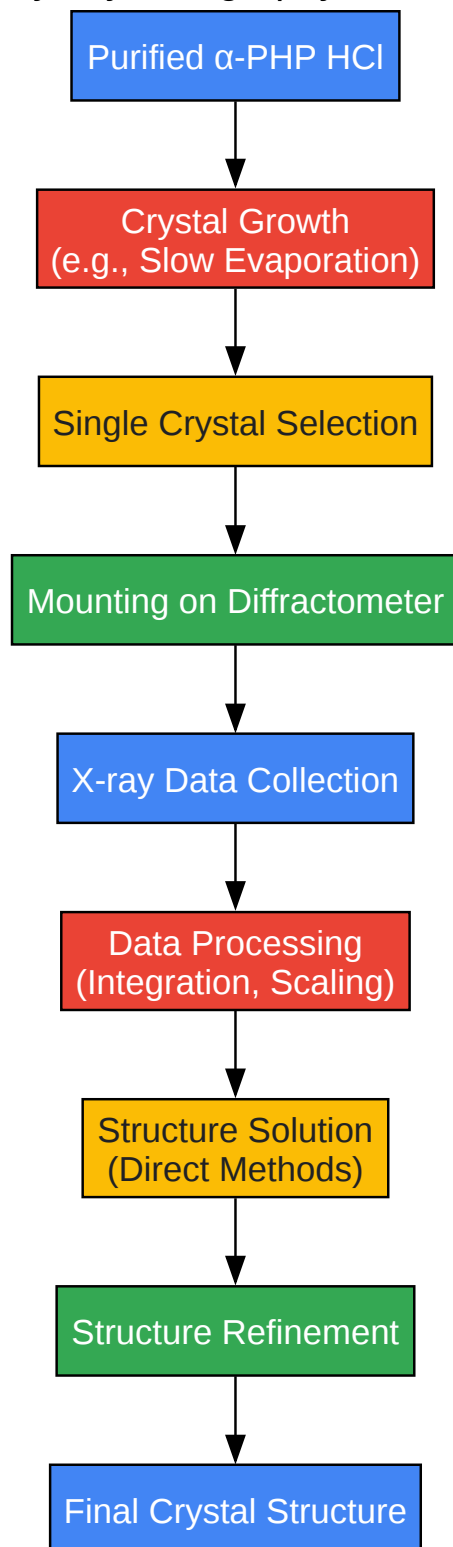 Purified α-PHP HCl
Crystal Growth
(e.g., Slow Evaporation)
Single Crystal Selection
Mounting on Diffractometer
X-ray Data Collection
Data Processing
(Integration, Scaling)
Structure Solution
(Direct Methods)
Structure Refinement
Final Crystal Structure